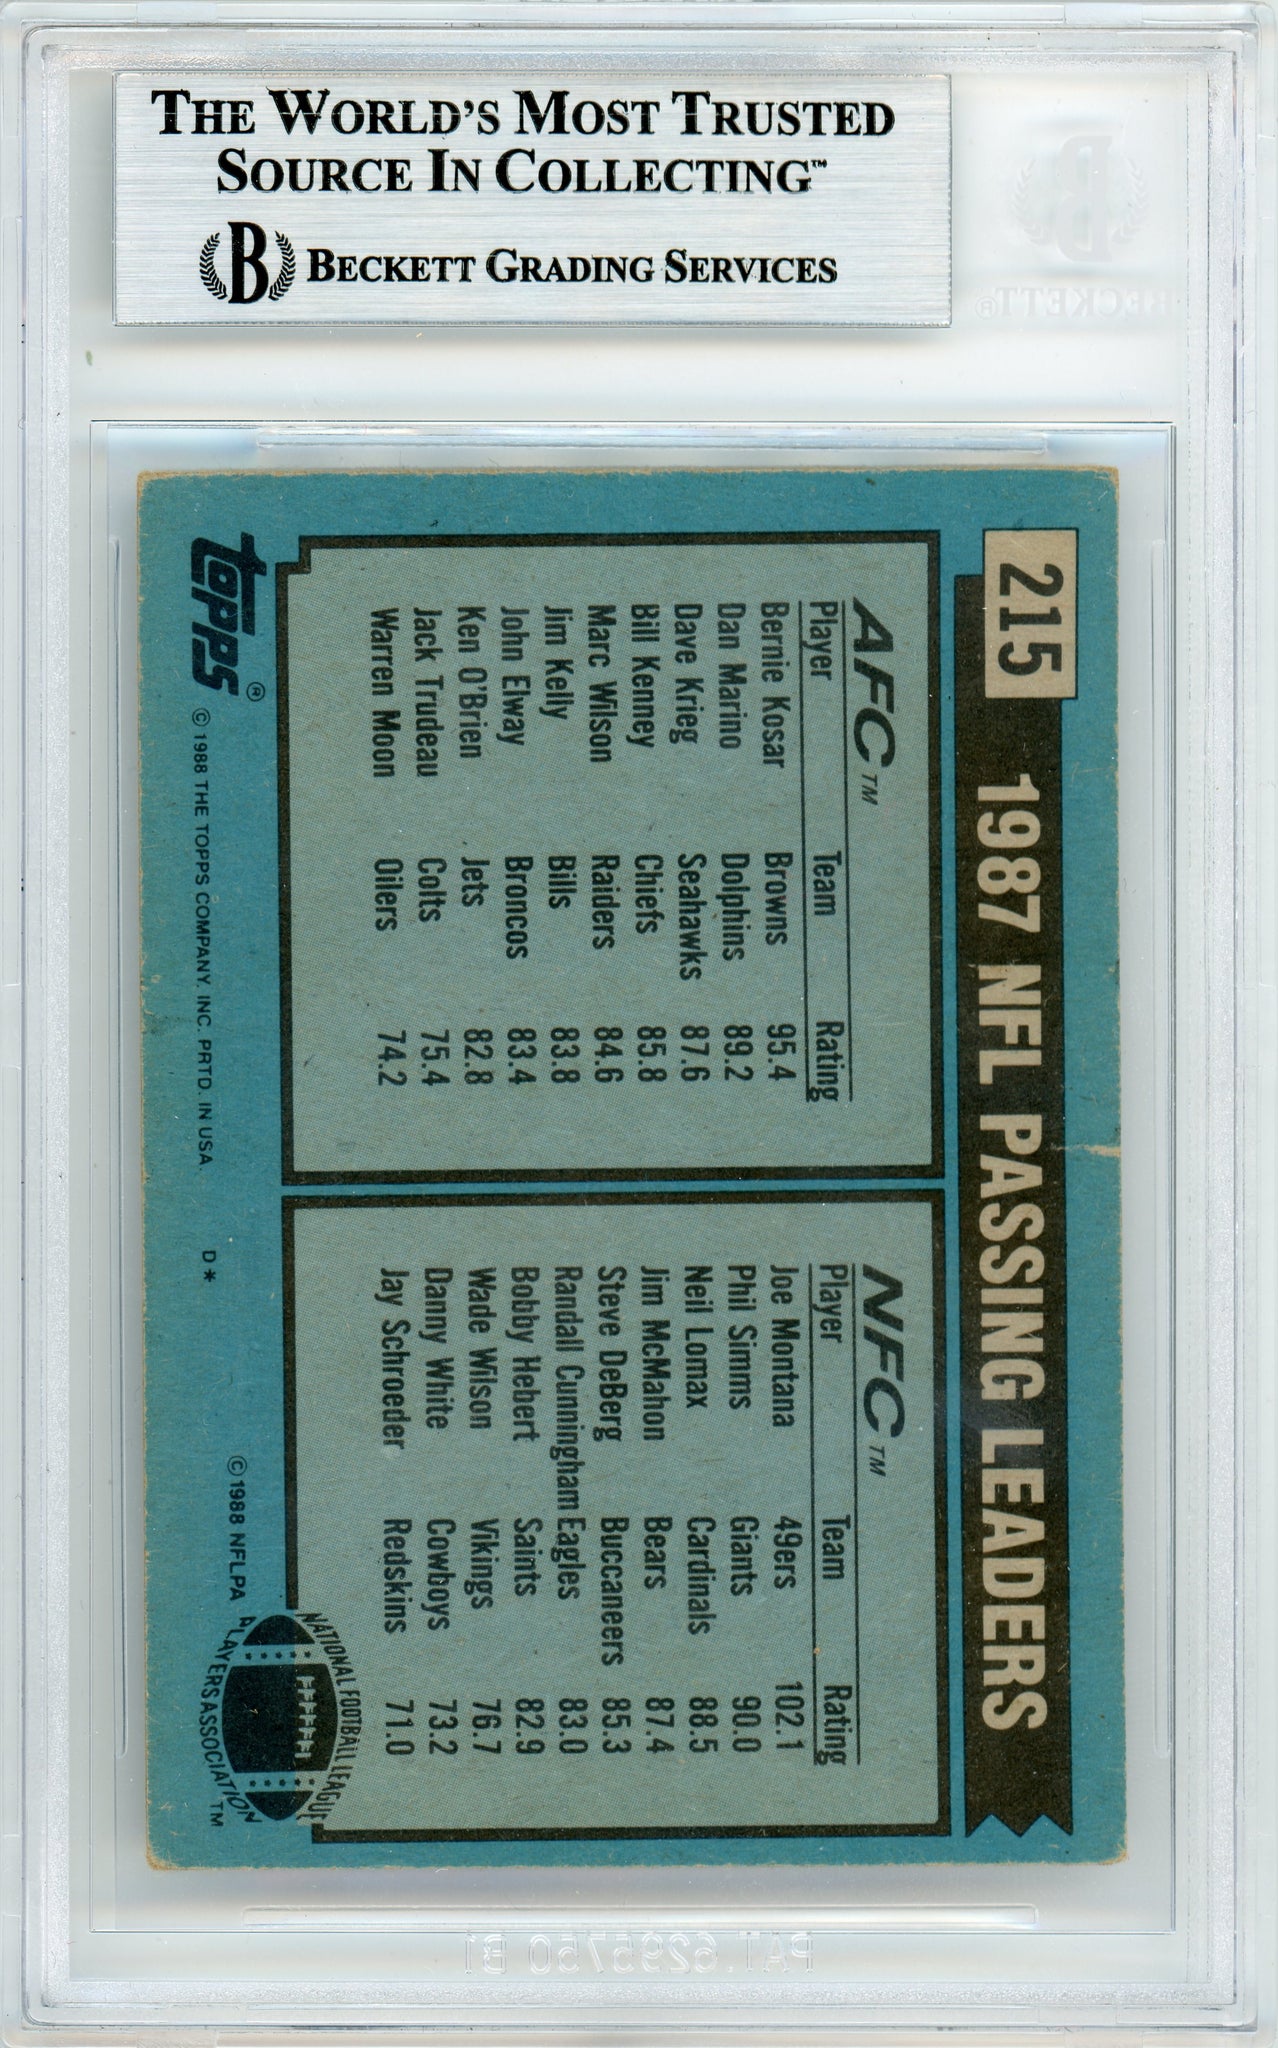 THE WORLD'S MOST TRUSTED
SOURCE IN COLLECTING™
B BECKETT GRADING SERVICES
B
BECKETT®
215 1987 NFL PASSING LEADERS
AFC™
Player Team Rating
Bernie Kosar Browns 95.4
Dan Marino Dolphins 89.2
Dave Krieg Seahawks 87.6
Bill Kenney Chiefs 85.8
Marc Wilson Raiders 84.6
Jim Kelly Bills 83.8
John Elway Broncos 83.4
Ken O'Brien Jets 82.8
Jack Trudeau Colts 75.4
Warren Moon Oilers 74.2
NFC™
Player Team Rating
Joe Montana 49ers 102.1
Phil Simms Giants 90.0
Neil Lomax Cardinals 88.5
Jim McMahon Bears 87.4
Steve DeBerg Buccaneers 85.3
Randall Cunningham Eagles 83.0
Bobby Hebert Saints 82.9
Wade Wilson Vikings 76.7
Danny White Cowboys 73.2
Jay Schroeder Redskins 71.0
topps® © 1988 THE TOPPS COMPANY, INC. PRTD. IN USA. D*
© 1988 NFLPA
NATIONAL FOOTBALL LEAGUE
PLAYERS ASSOCIATION™
PAT. 6295750 B1